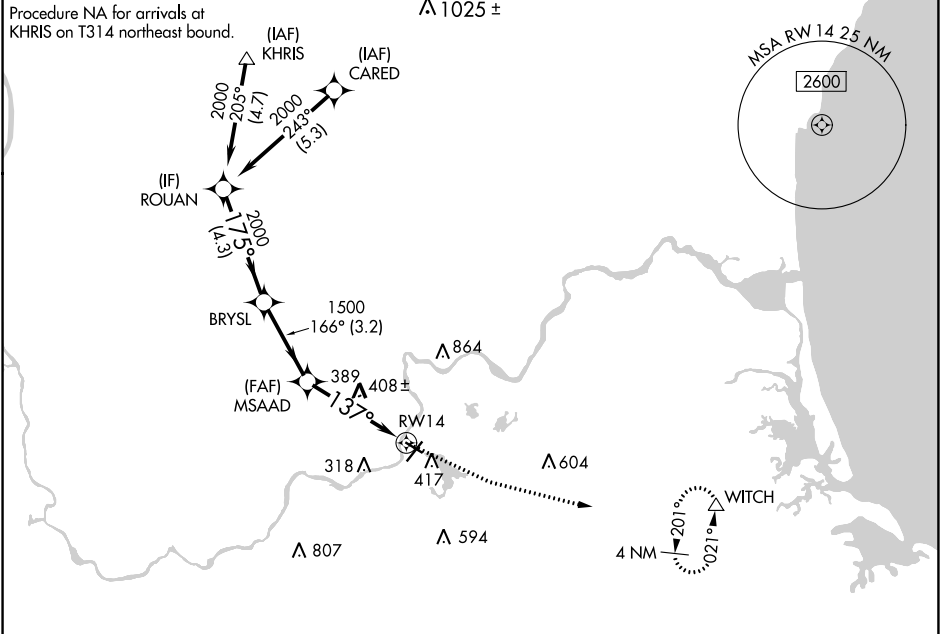 Procedure NA for arrivals at
KHRIS on T314 northeast bound.
1025 ±
(IAF)
KHRIS
(IAF)
CARED
MSA RW 14 25 NM
2600
2000
205°
(4.7)
2000
243°
(5.3)
(IF)
ROUAN
2000
175°
(4.3)
BRYSL
1500
166° (3.2)
864
(FAF)
MSAAD
389
408 ±
137°
RW14
318
417
604
807
594
WITCH
201°
021°
4 NM